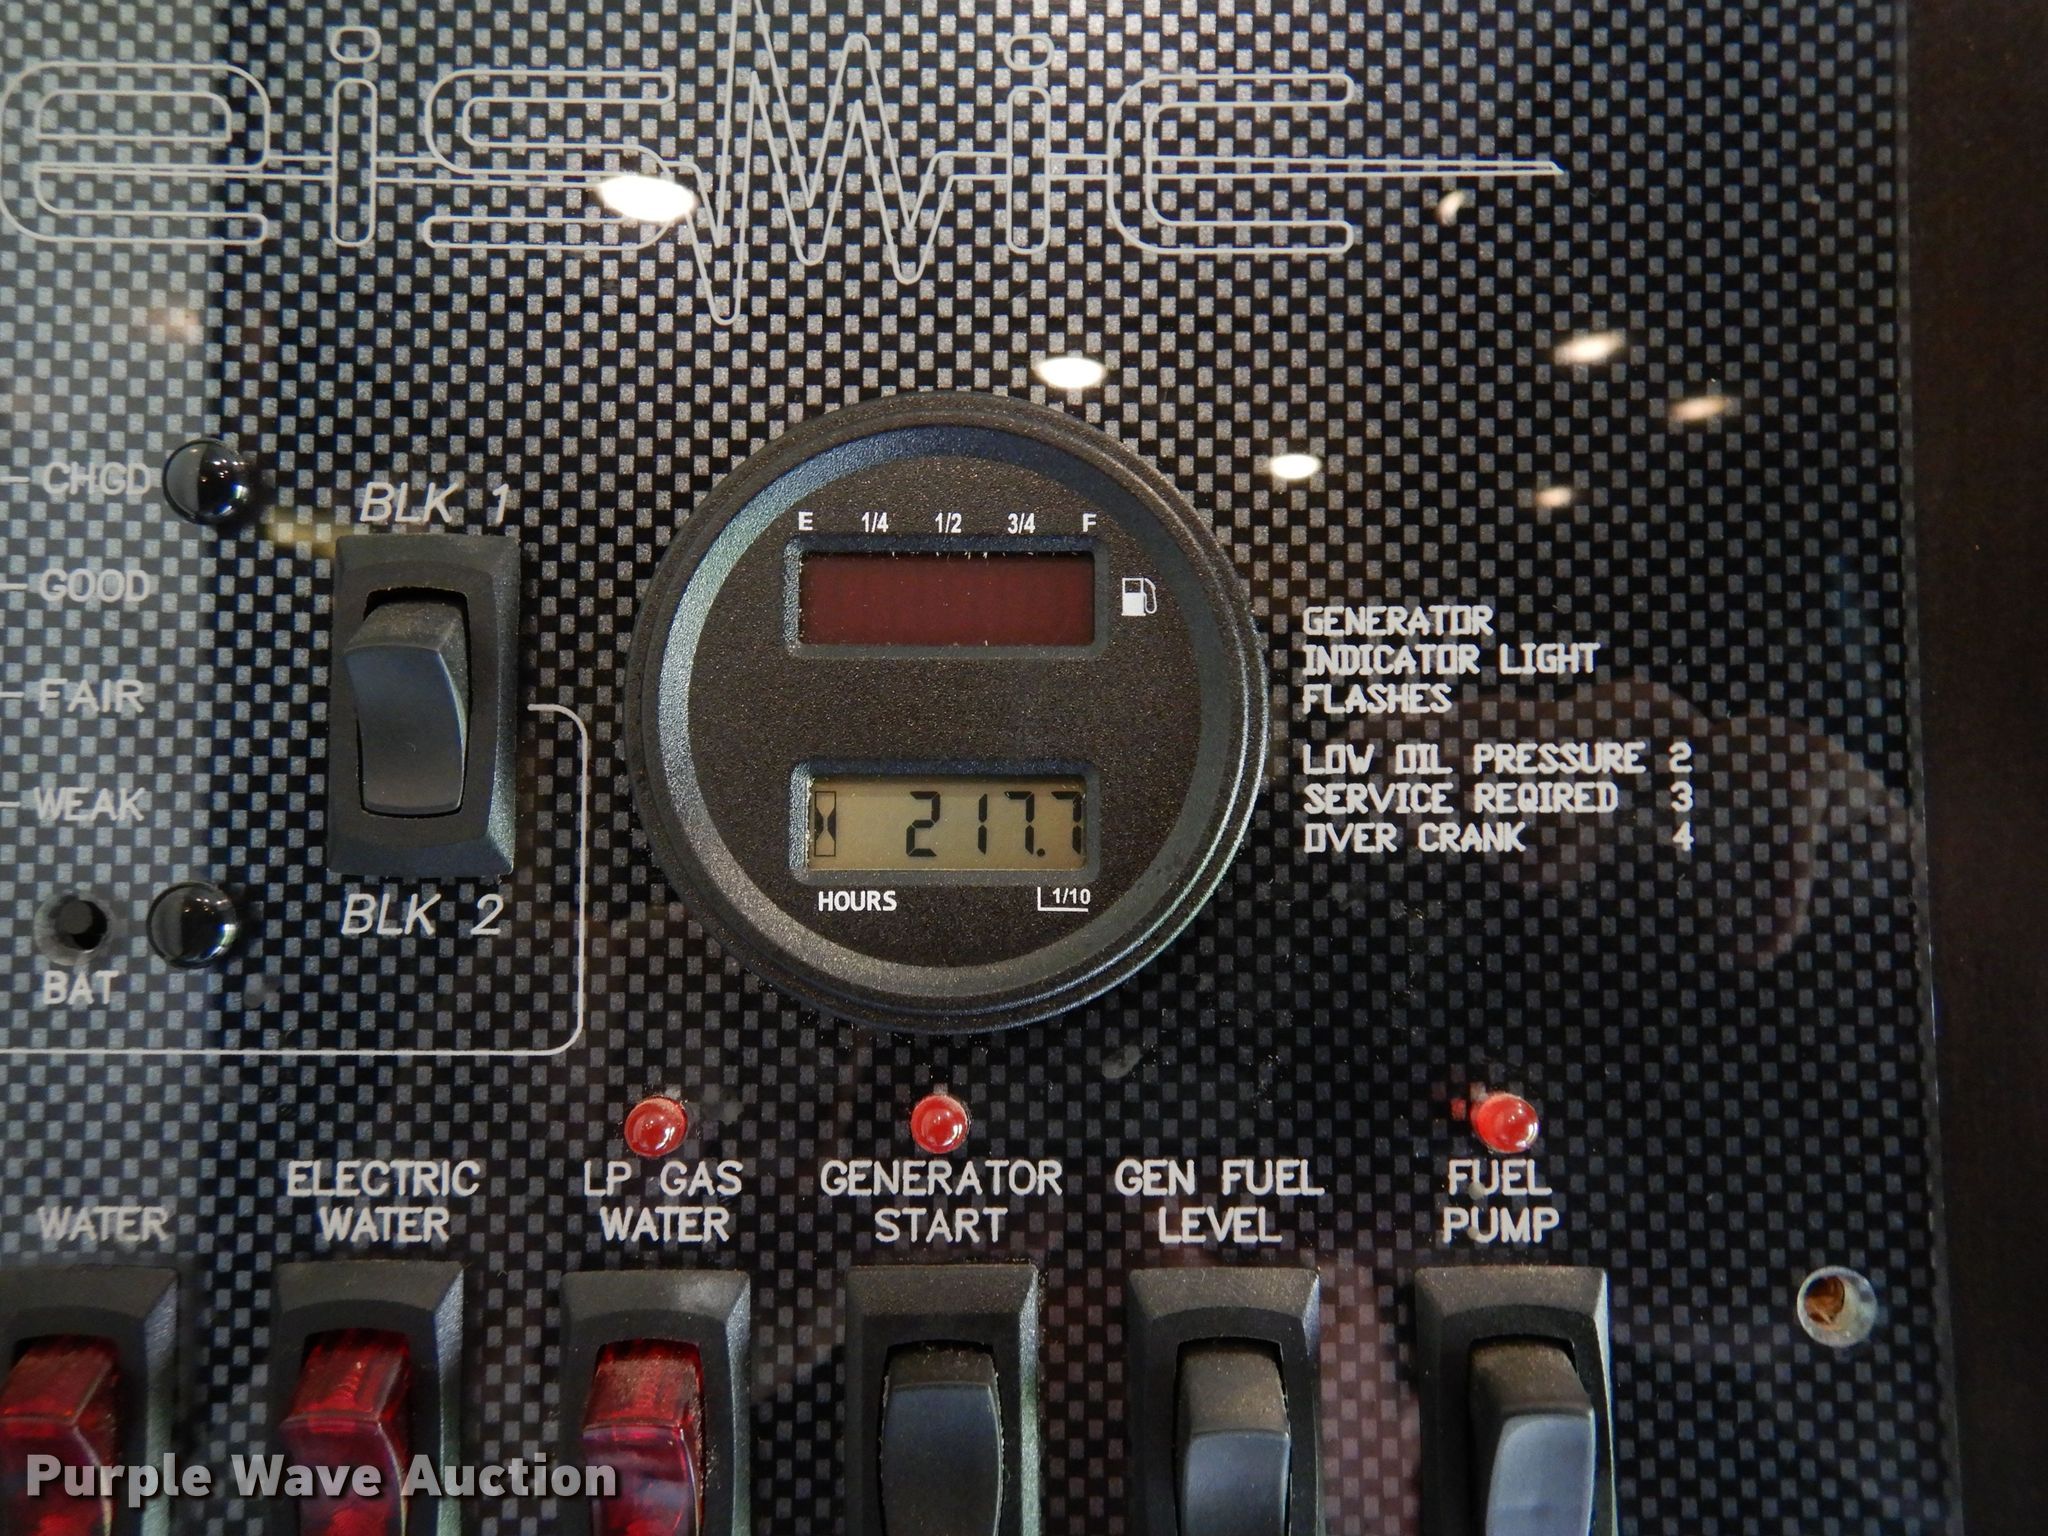 eismic
CHGD
GOOD
FAIR
WEAK
BAT
BLK 1
BLK 2
E 1/4 1/2 3/4 F
217.7
HOURS 1/10
GENERATOR
INDICATOR LIGHT
FLASHES
LOW OIL PRESSURE 2
SERVICE REQIRED 3
OVER CRANK 4
WATER
ELECTRIC
WATER
LP GAS
WATER
GENERATOR
START
GEN FUEL
LEVEL
FUEL
PUMP
Purple Wave Auction